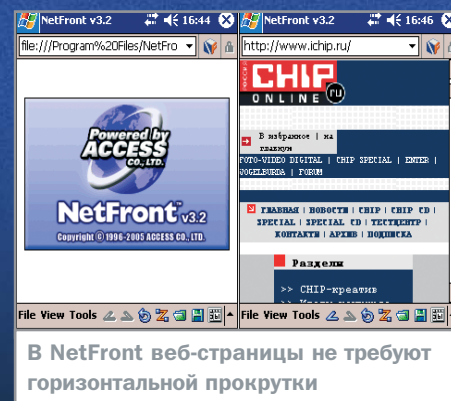 NetFront v3.2 16:44
file:///Program%20Files/NetFro
Powered by
ACCESS
CO., LTD.
NetFront v3.2
Copyright © 1996-2005 ACCESS CO., LTD.
File View Tools
NetFront v3.2 16:46
http://www.ichip.ru/
CHIP
ONLINE ru
В избранное | на
главную
FOTO-VIDEO DIGITAL | CHIP SPECIAL | ENTER |
VOGELBURDA | FORUM
ГЛАВНАЯ | НОВОСТИ | CHIP | CHIP CD |
SPECIAL | SPECIAL CD | ТЕСТЦЕНТР |
КОНТАКТЫ | АРХИВ | ПОДПИСКА
Разделы
>> CHIP-креатив
File View Tools
В NetFront веб-страницы не требуют
горизонтальной прокрутки